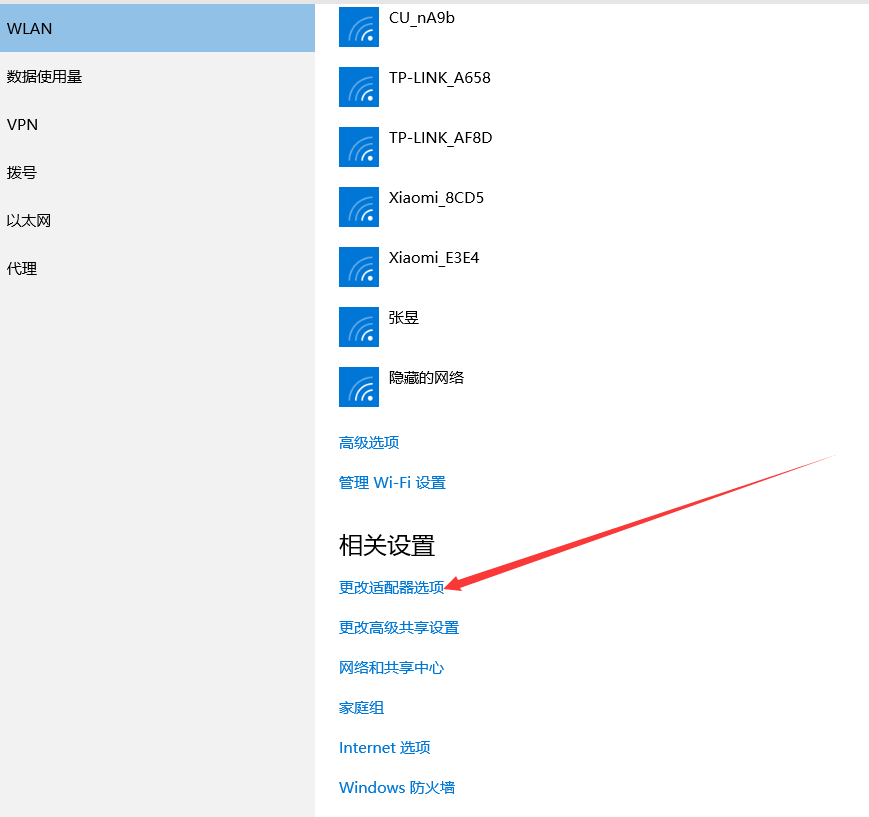 WLAN
数据使用量
VPN
拨号
以太网
代理
CU_nA9b
TP-LINK_A658
TP-LINK_AF8D
Xiaomi_8CD5
Xiaomi_E3E4
张昱
隐藏的网络
高级选项
管理 Wi-Fi 设置
相关设置
更改适配器选项
更改高级共享设置
网络和共享中心
家庭组
Internet 选项
Windows 防火墙